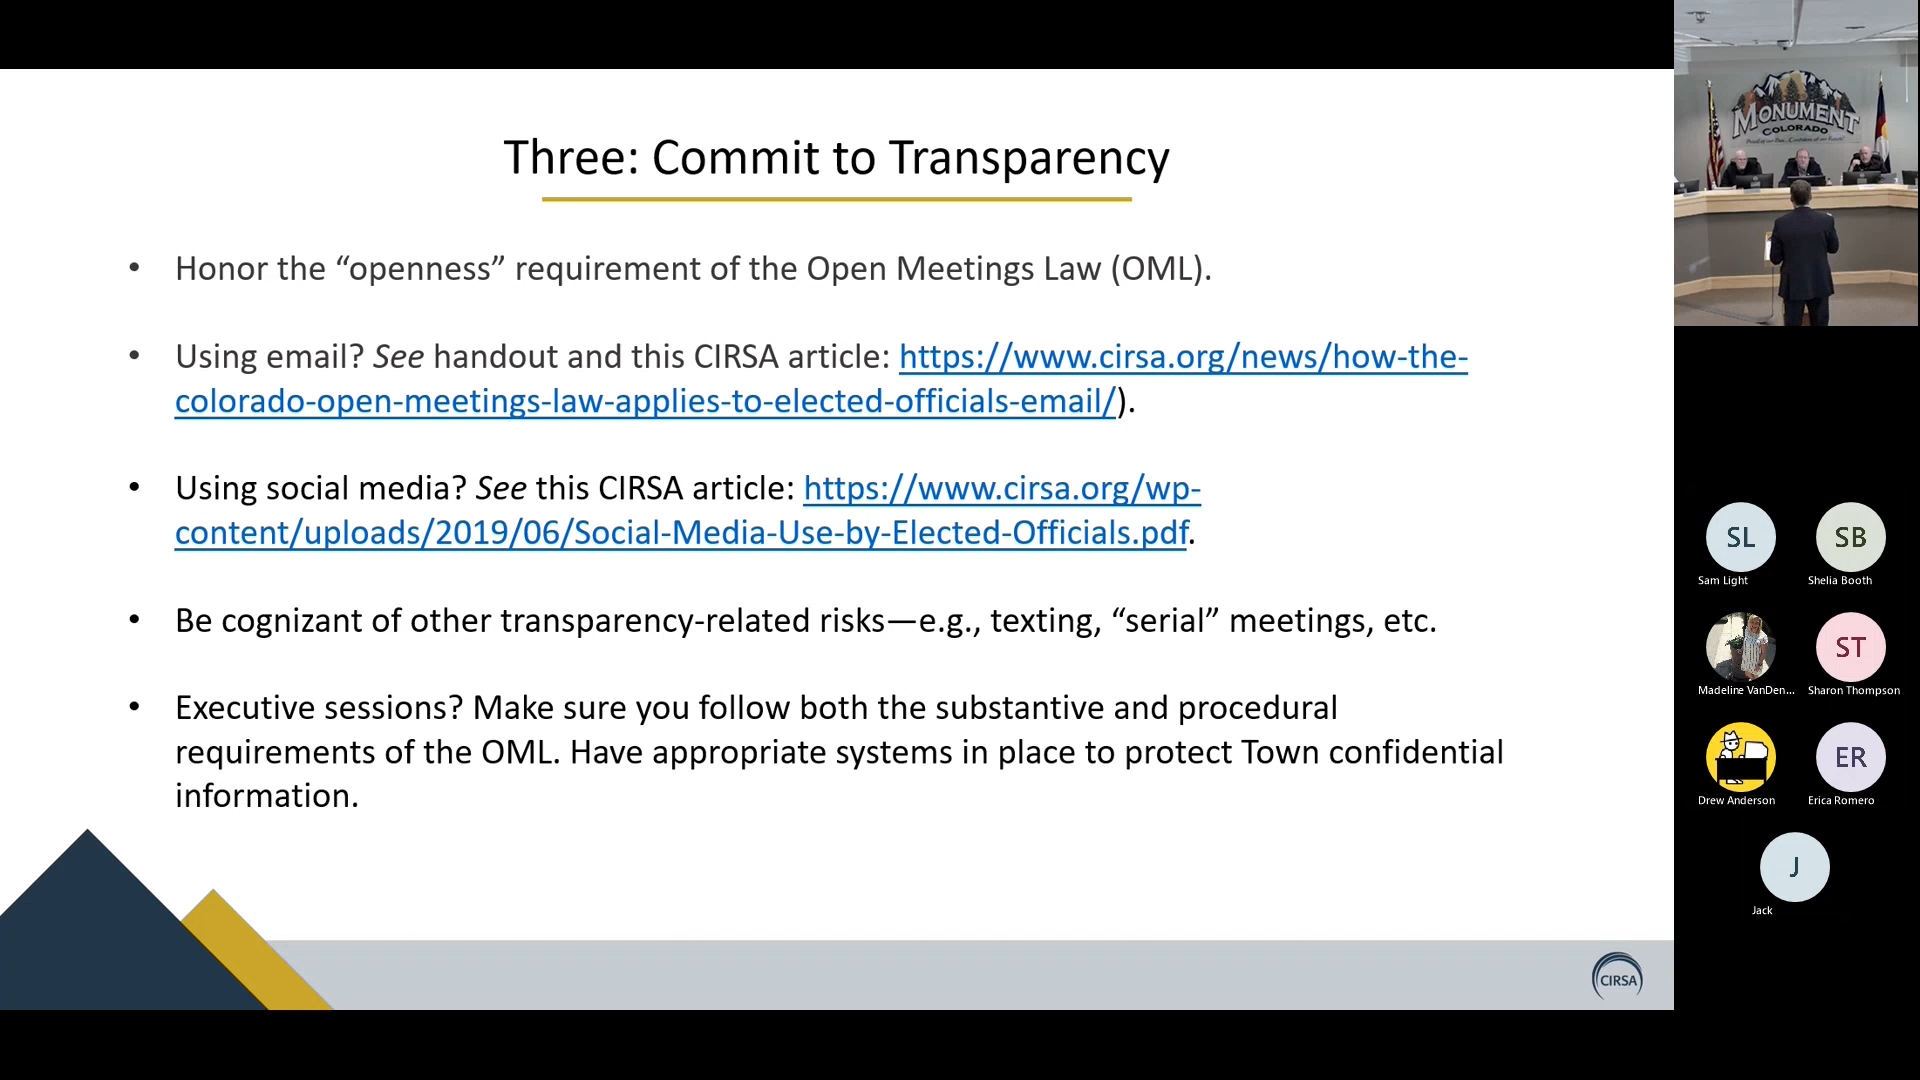 Three: Commit to Transparency
• Honor the “openness” requirement of the Open Meetings Law (OML).
• Using email? See handout and this CIRSA article: https://www.cirsa.org/news/how-the-
colorado-open-meetings-law-applies-to-elected-officials-email/).
• Using social media? See this CIRSA article: https://www.cirsa.org/wp-
content/uploads/2019/06/Social-Media-Use-by-Elected-Officials.pdf.
• Be cognizant of other transparency-related risks—e.g., texting, “serial” meetings, etc.
• Executive sessions? Make sure you follow both the substantive and procedural
requirements of the OML. Have appropriate systems in place to protect Town confidential
information.
CIRSA
MONUMENT
COLORADO
SL
Sam Light
SB
Shelia Booth
Madeline VanDen...
ST
Sharon Thompson
Drew Anderson
ER
Erica Romero
J
Jack